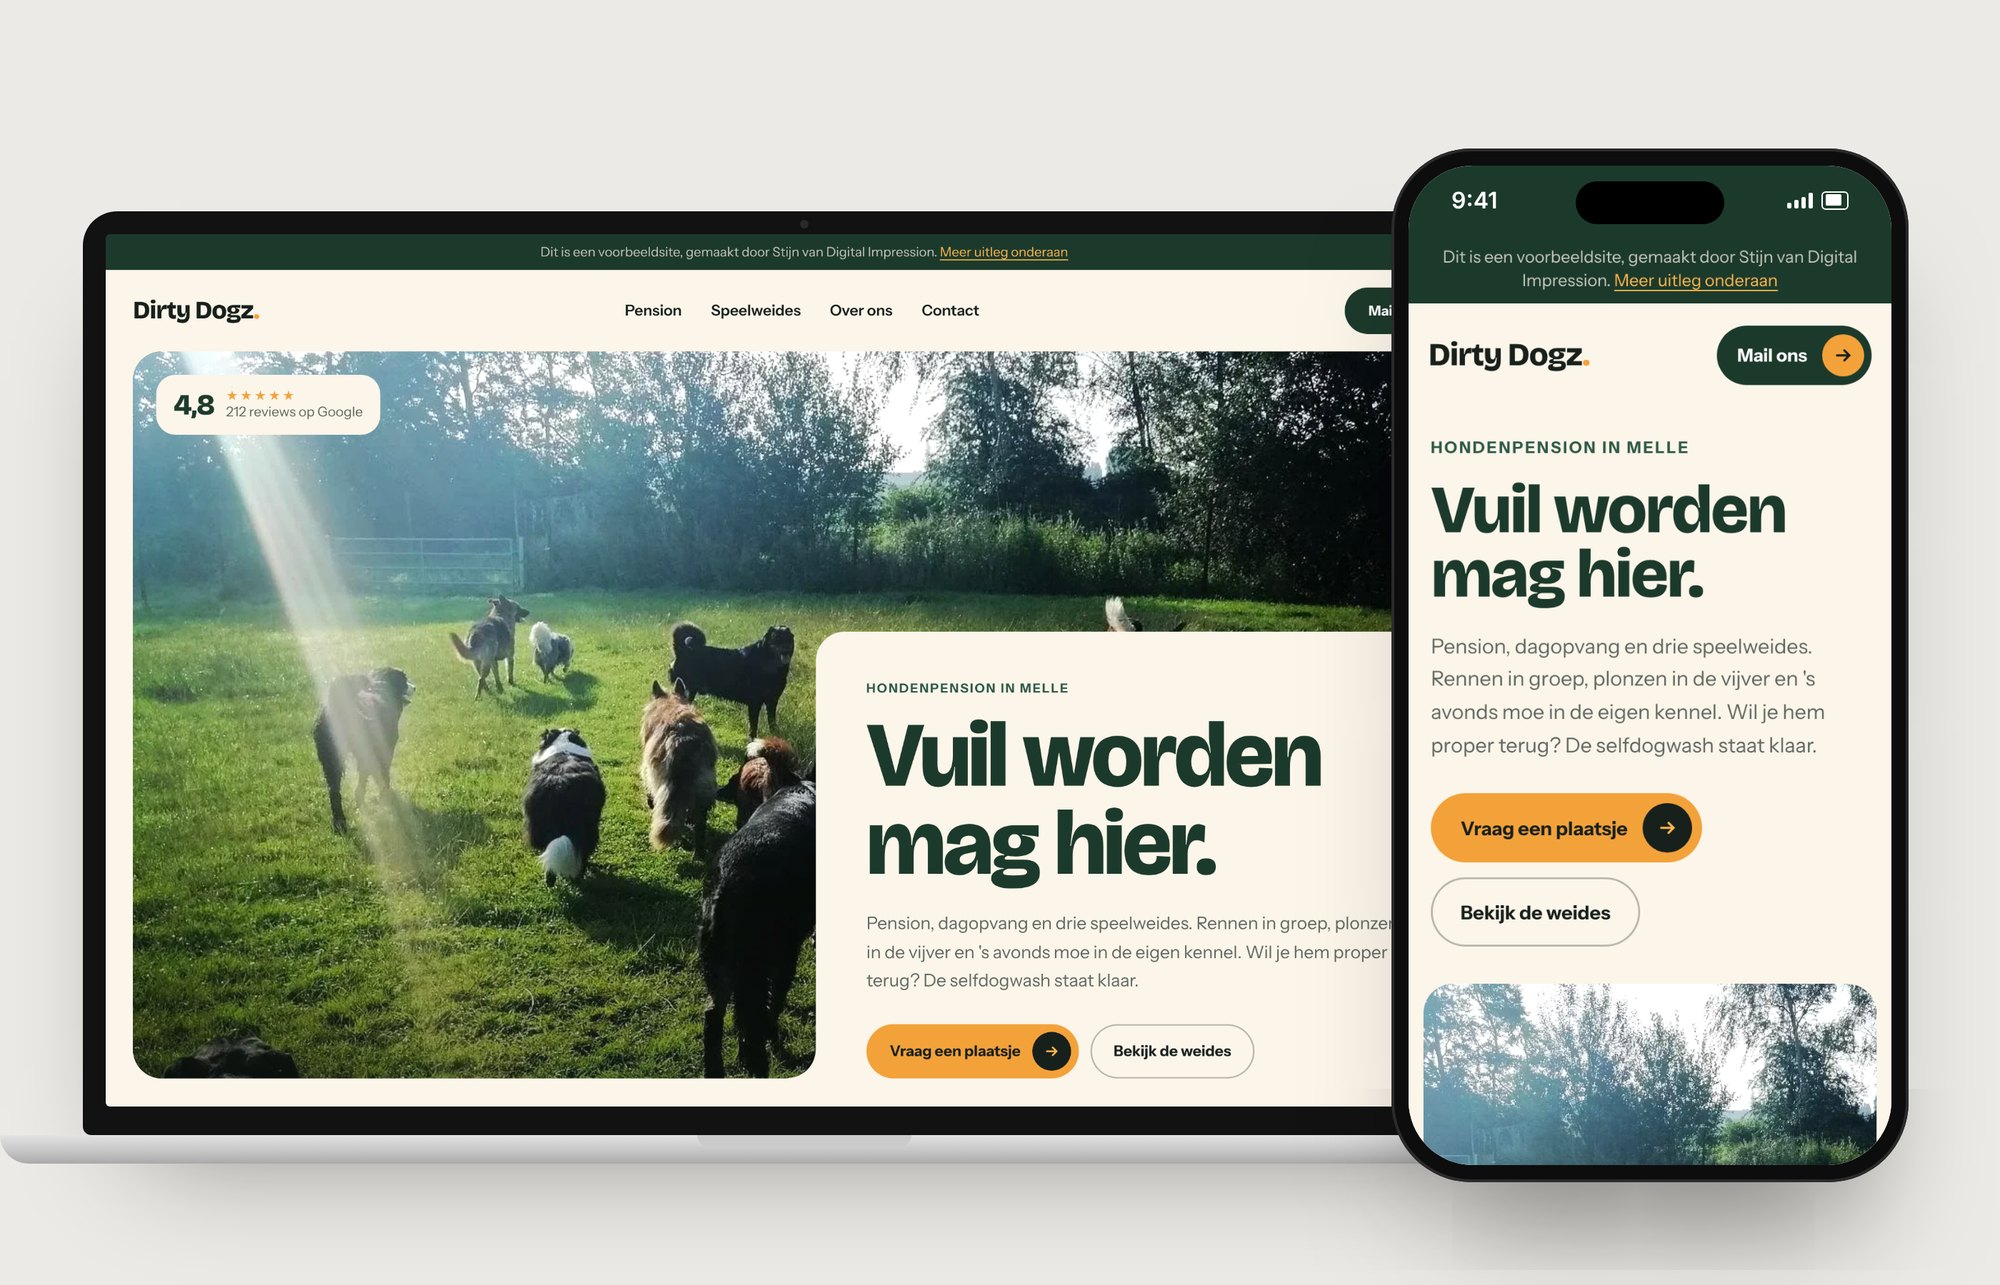 Dit is een voorbeeldsite, gemaakt door Stijn van Digital Impression. Meer uitleg onderaan
Dirty Dogz.
Pension
Speelweides
Over ons
Contact
4,8
212 reviews op Google
HONDENPENSION IN MELLE
Vuil worden
mag hier.
Pension, dagopvang en drie speelweides. Rennen in groep, plonzen
in de vijver en 's avonds moe in de eigen kennel. Wil je hem proper
terug? De selfdogwash staat klaar.
Vraag een plaatsje
Bekijk de weides
9:41
Dit is een voorbeeldsite, gemaakt door Stijn van Digital
Impression. Meer uitleg onderaan
Dirty Dogz.
Mail ons
HONDENPENSION IN MELLE
Vuil worden
mag hier.
Pension, dagopvang en drie speelweides.
Rennen in groep, plonzen in de vijver en 's
avonds moe in de eigen kennel. Wil je hem
proper terug? De selfdogwash staat klaar.
Vraag een plaatsje
Bekijk de weides